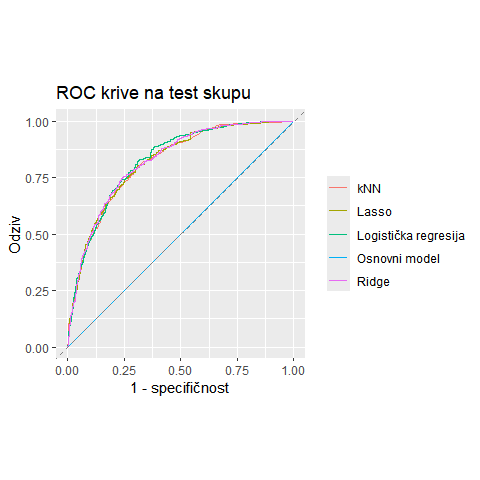 ROC krive na test skupu
1.00
0.75
0.50
0.25
0.00
Odziv
0.00 0.25 0.50 0.75 1.00
1 - specifičnost
kNN
Lasso
Logistička regresija
Osnovni model
Ridge